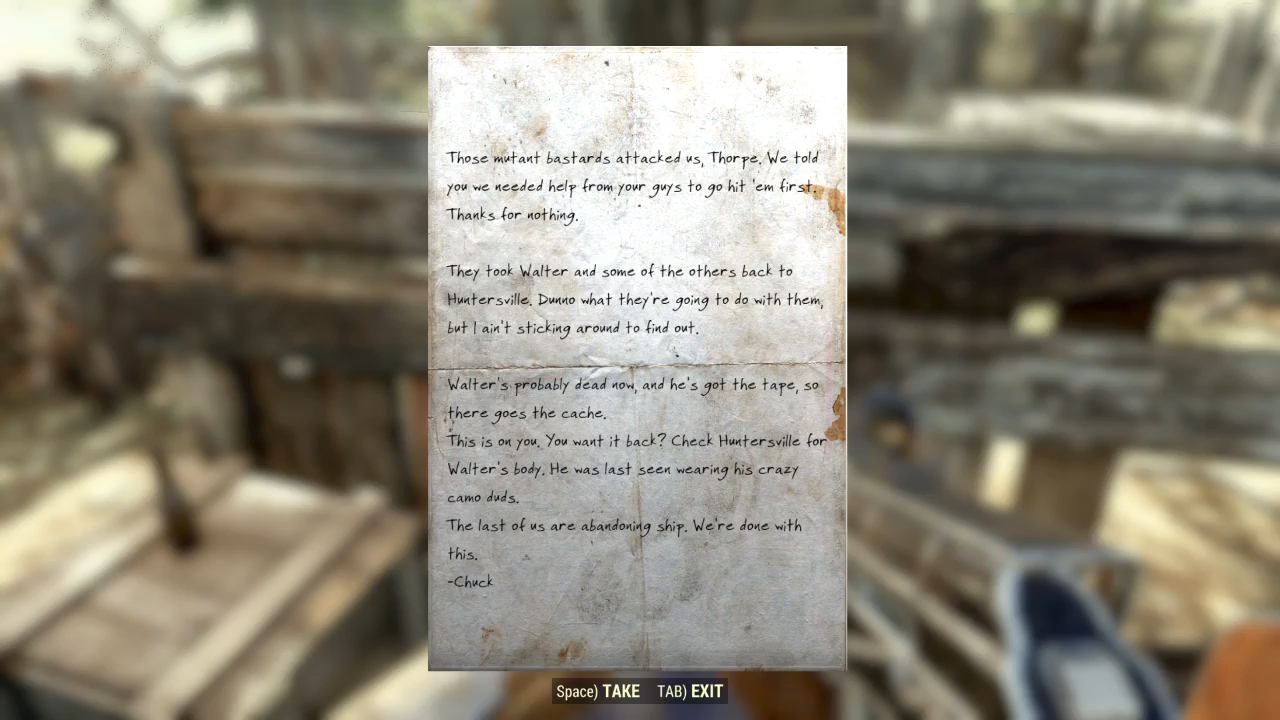 Those mutant bastards attacked us, Thorpe. We told
you we needed help from your guys to go hit 'em first.
Thanks for nothing.
They took Walter and some of the others back to
Huntersville. Dunno what they're going to do with them,
but I ain't sticking around to find out.
Walter's probably dead now, and he's got the tape, so
there goes the cache.
This is on you. You want it back? Check Huntersville for
Walter's body. He was last seen wearing his crazy
camo duds.
The last of us are abandoning ship. We're done with
this.
-Chuck
Space) TAKE TAB) EXIT